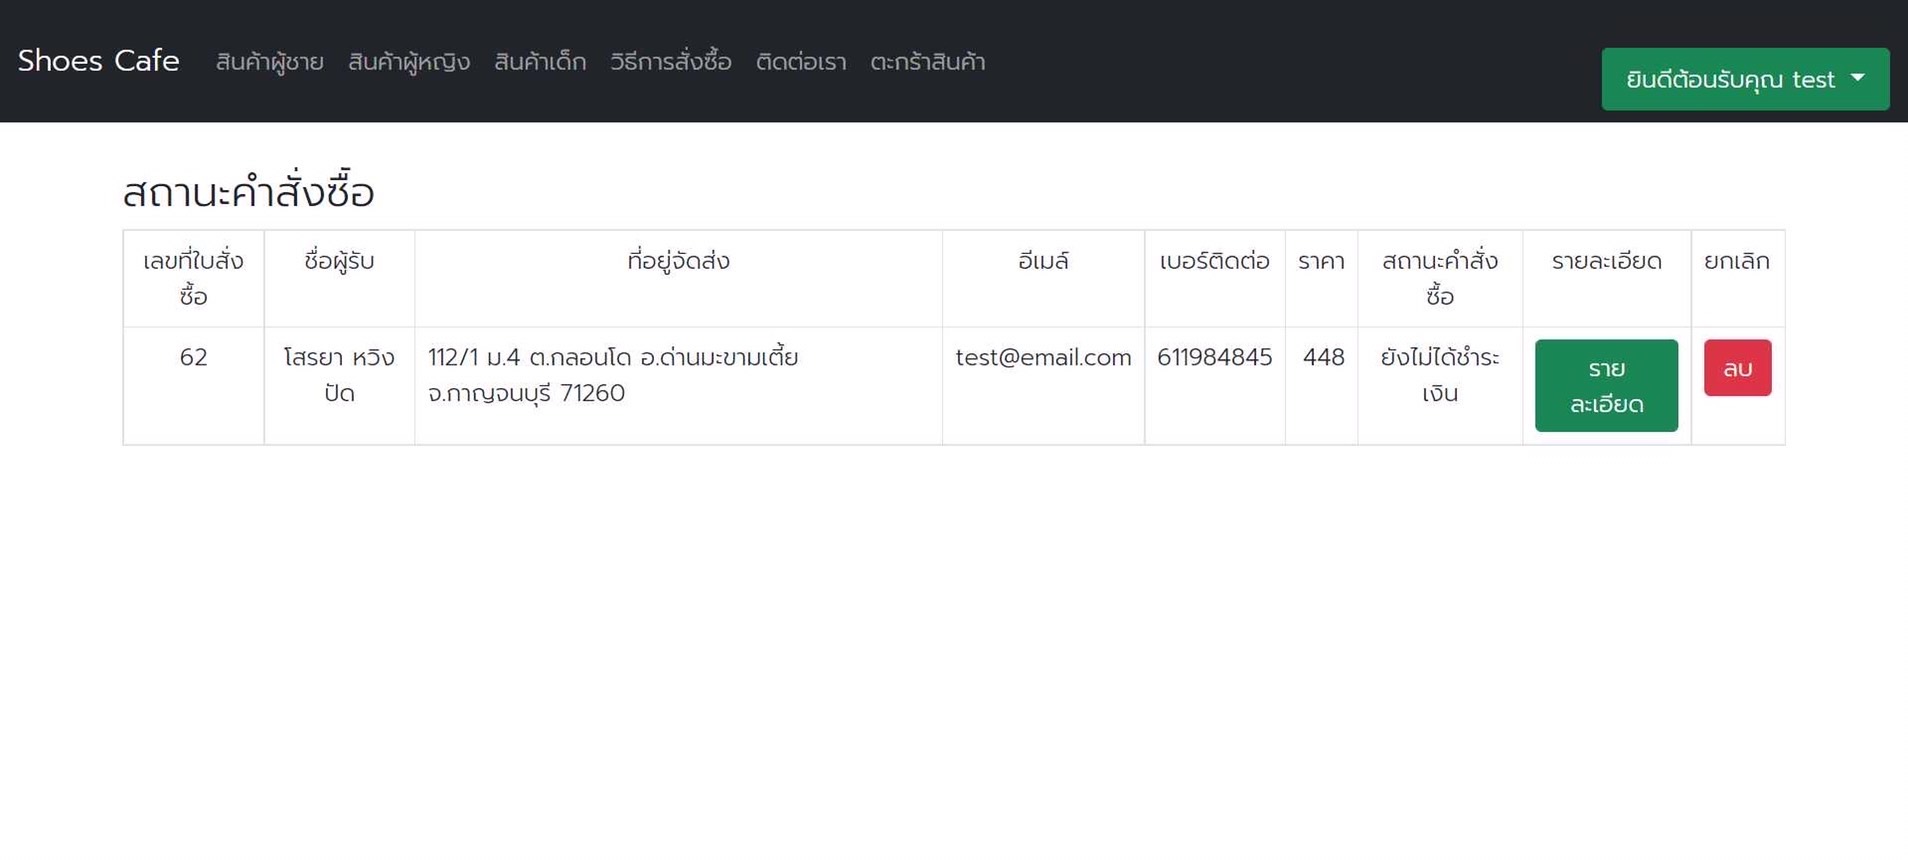 Shoes Cafe สินค้าผู้ชาย สินค้าผู้หญิง สินค้าเด็ก วิธีการสั่งซื้อ ติดต่อเรา ตะกร้าสินค้า
ยินดีต้อนรับคุณ test
สถานะคำสั่งซื้อ
เลขที่ใบสั่ง ชื่อผู้รับ ที่อยู่จัดส่ง อีเมล์ เบอร์ติดต่อ ราคา สถานะคำสั่ง รายละเอียด ยกเลิก
ซื้อ ซื้อ
62 โสรยา หวิง 112/1 ม.4 ต.กลอนโด อ.ด่านมะขามเตี้ย test@email.com 611984845 448 ยังไม่ได้ชำระ ราย ลบ
ปัด จ.กาญจนบุรี 71260 เงิน ละเอียด